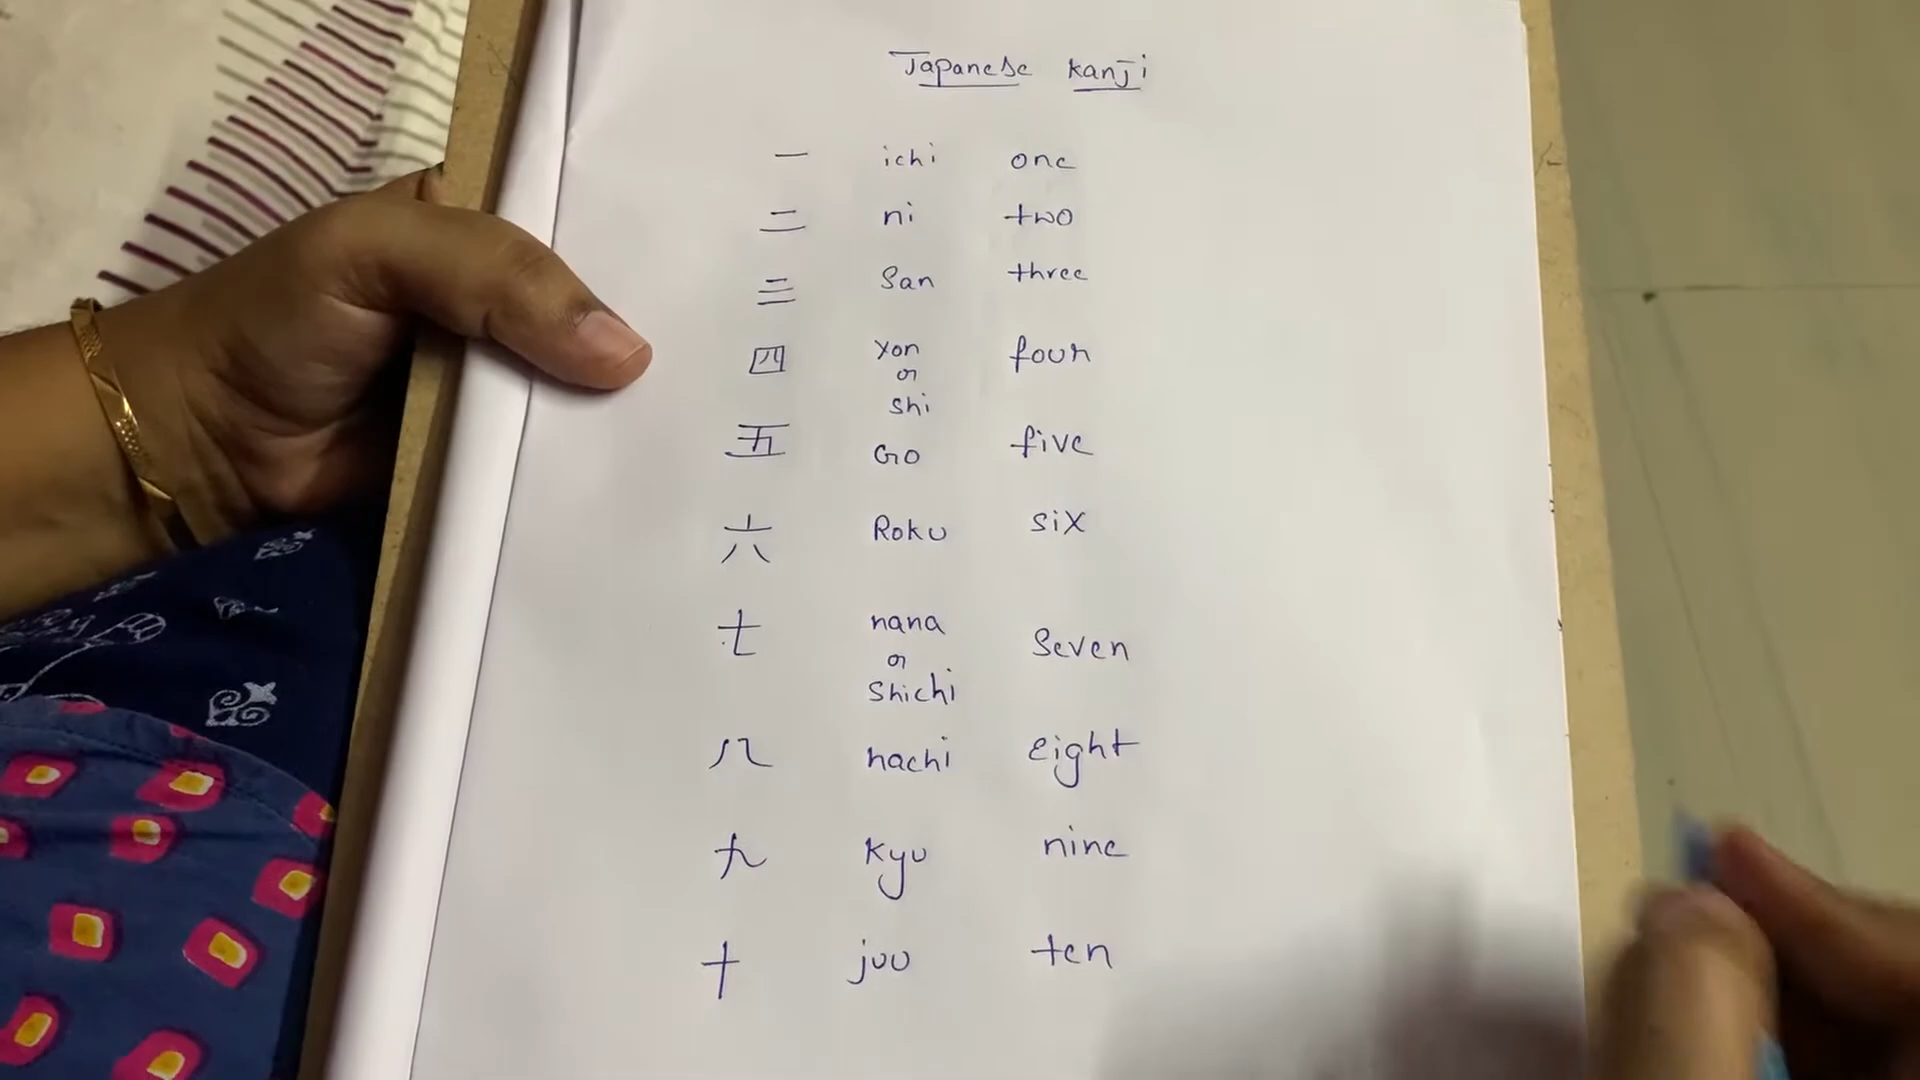 Japanese Kanji
一 ichi one
二 ni two
三 San three
四 Yon or shi four
五 Go five
六 Roku six
七 nana or Shichi Seven
八 hachi Eight
九 Kyu nine
十 juu ten